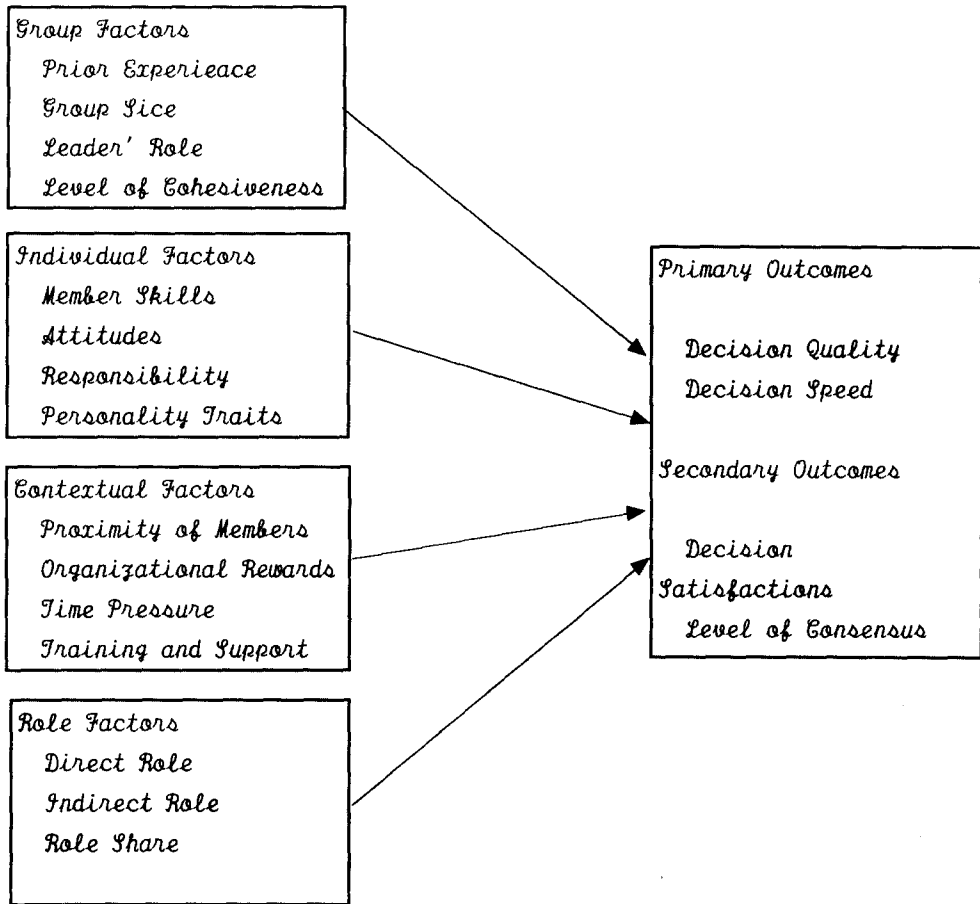 Group Factors
Prior Experieace
Group Sice
Leader' Role
Level of Cohesiveness
Individual Factors
Member Skills
Attitudes
Responsibility
Personality Traits
Contextual Factors
Proximity of Members
Organizational Rewards
Time Pressure
Training and Support
Role Factors
Direct Role
Indirect Role
Role Share
Primary Outcomes
Decision Quality
Decision Speed
Secondary Outcomes
Decision
Satisfactions
Level of Consensus